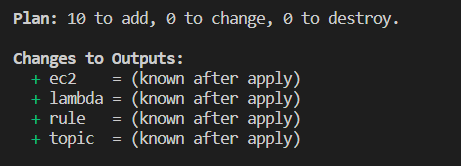 Plan: 10 to add, 0 to change, 0 to destroy.
Changes to Outputs:
+ ec2    = (known after apply)
+ lambda = (known after apply)
+ rule   = (known after apply)
+ topic  = (known after apply)